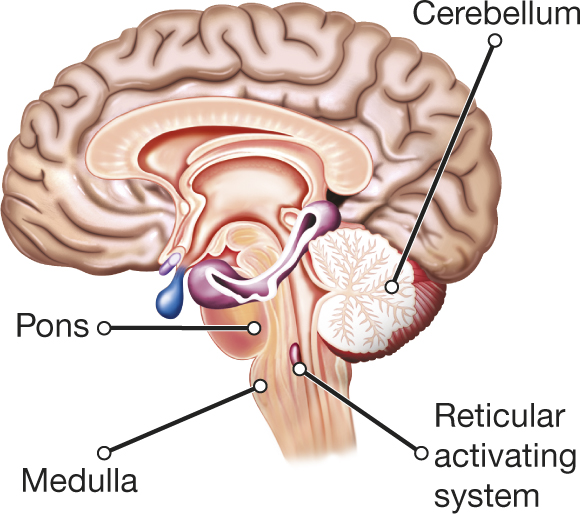 Cerebellum
Pons
Medulla
Reticular
activating
system